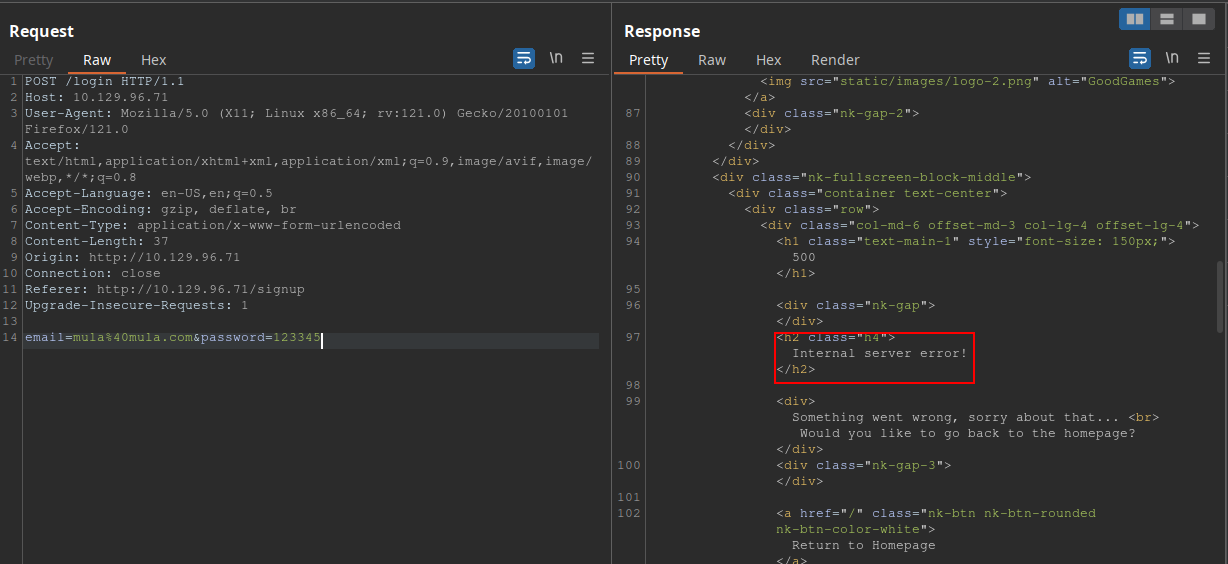 Request
Pretty Raw Hex
\n
1 POST /login HTTP/1.1
2 Host: 10.129.96.71
3 User-Agent: Mozilla/5.0 (X11; Linux x86_64; rv:121.0) Gecko/20100101
Firefox/121.0
4 Accept:
text/html,application/xhtml+xml,application/xml;q=0.9,image/avif,image/
webp,*/*;q=0.8
5 Accept-Language: en-US,en;q=0.5
6 Accept-Encoding: gzip, deflate, br
7 Content-Type: application/x-www-form-urlencoded
8 Content-Length: 37
9 Origin: http://10.129.96.71
10 Connection: close
11 Referer: http://10.129.96.71/signup
12 Upgrade-Insecure-Requests: 1
13
14 email=mula%40mula.com&password=123345
Response
Pretty Raw Hex Render
\n
<img src="static/images/logo-2.png" alt="GoodGames">
</a>
87 <div class="nk-gap-2">
</div>
88 </div>
89 </div>
90 <div class="nk-fullscreen-block-middle">
91 <div class="container text-center">
92 <div class="row">
93 <div class="col-md-6 offset-md-3 col-lg-4 offset-lg-4">
94 <h1 class="text-main-1" style="font-size: 150px;">
500
</h1>
95
96 <div class="nk-gap">
</div>
97 <h2 class="h4">
Internal server error!
</h2>
98
99 <div>
Something went wrong, sorry about that... <br>
Would you like to go back to the homepage?
</div>
100 <div class="nk-gap-3">
</div>
101
102 <a href="/" class="nk-btn nk-btn-rounded
nk-btn-color-white">
Return to Homepage
</a>